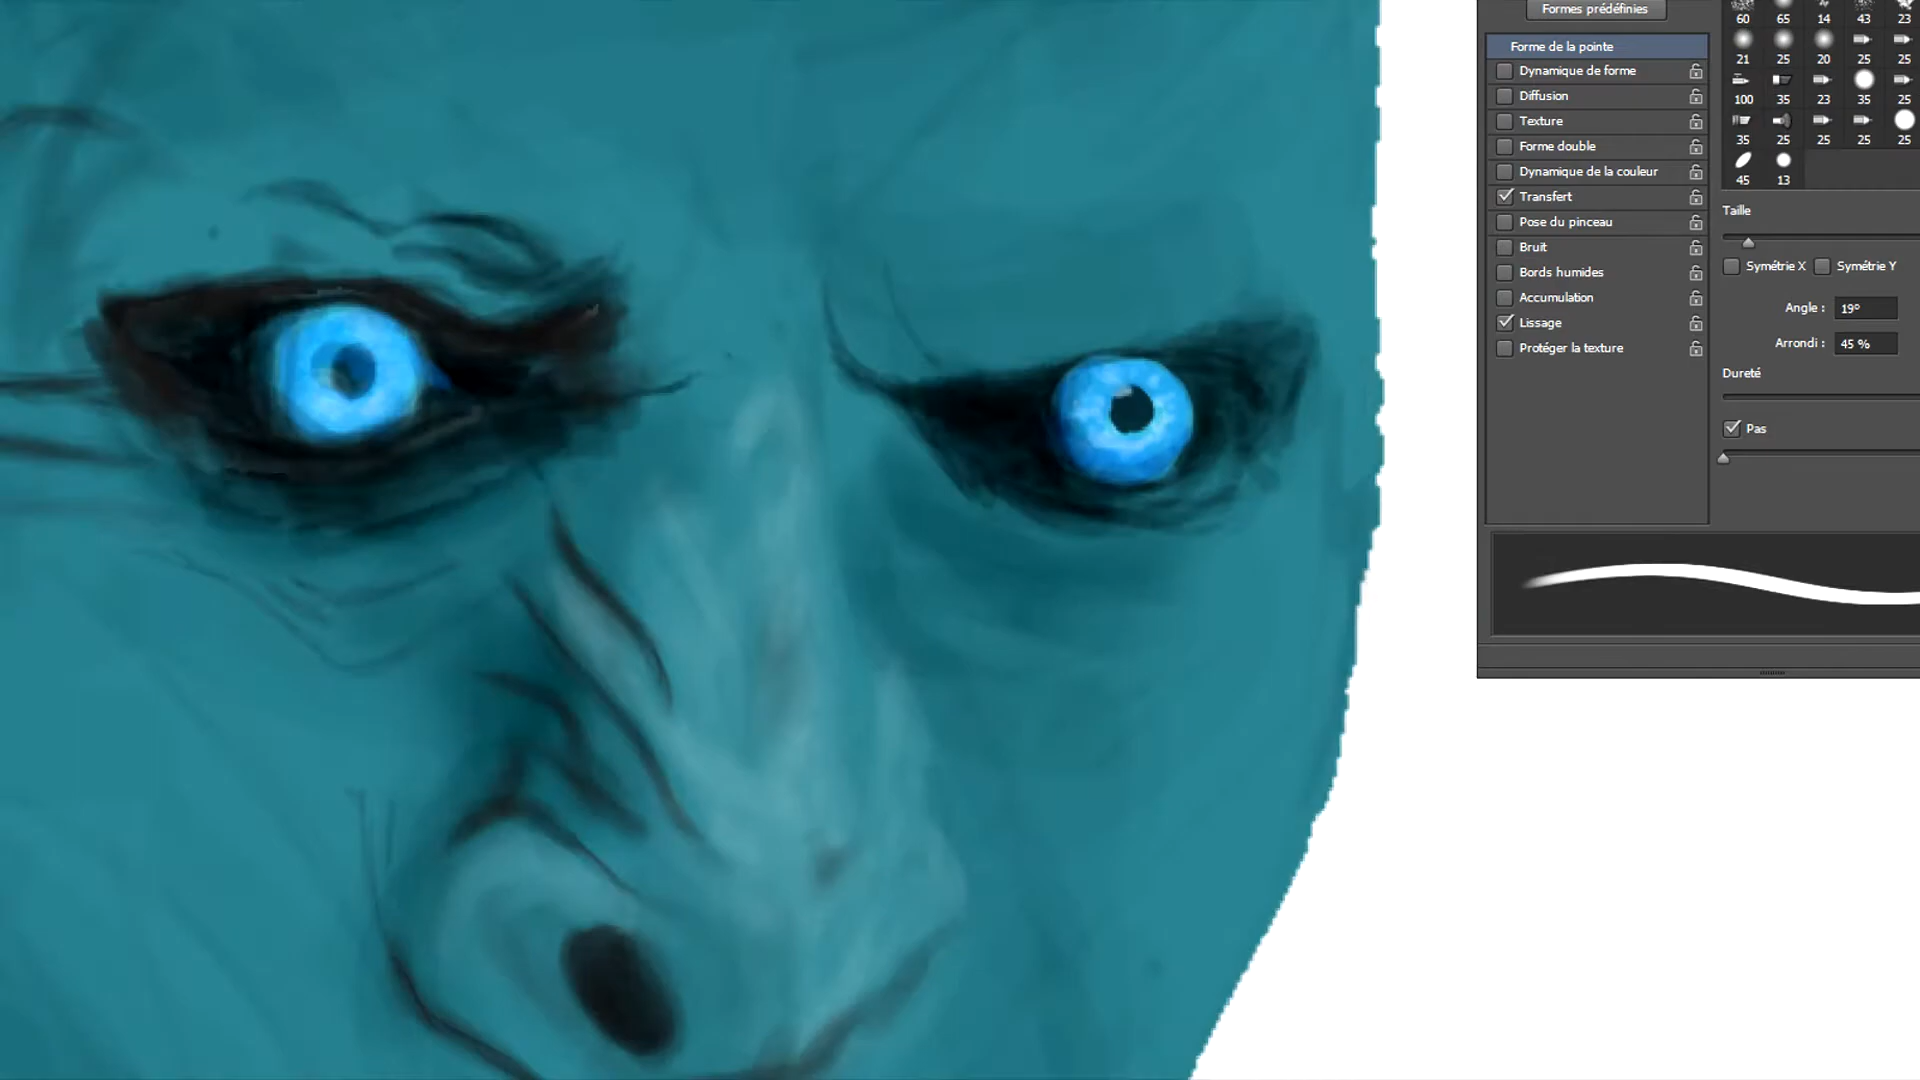 Formes prédéfinies
Forme de la pointe
Dynamique de forme
Diffusion
Texture
Forme double
Dynamique de la couleur
Transfert
Pose du pinceau
Bruit
Bords humides
Accumulation
Lissage
Protéger la texture
60 65 14 43 23
21 25 20 25 25
100 35 23 35 25
35 25 25 25 25
45 13
Taille
Symétrie X Symétrie Y
Angle : 19°
Arrondi : 45 %
Dureté
Pas